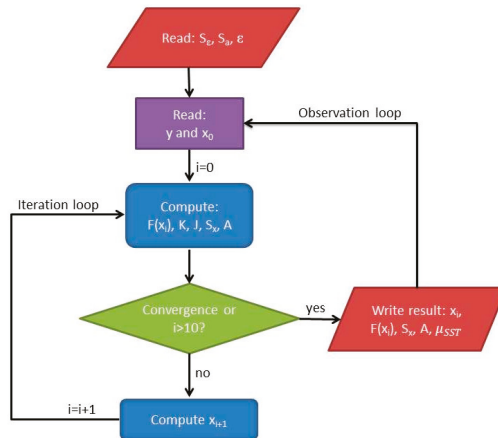 Read: Sε, Sa, ε
Read:
y and x₀
Observation loop
i=0
Iteration loop
Compute:
F(xᵢ), K, J, Sₓ, A
Convergence or
i>10?
yes
Write result: xᵢ,
F(xᵢ), Sₓ, A, μSST
no
i=i+1
Compute xᵢ₊₁